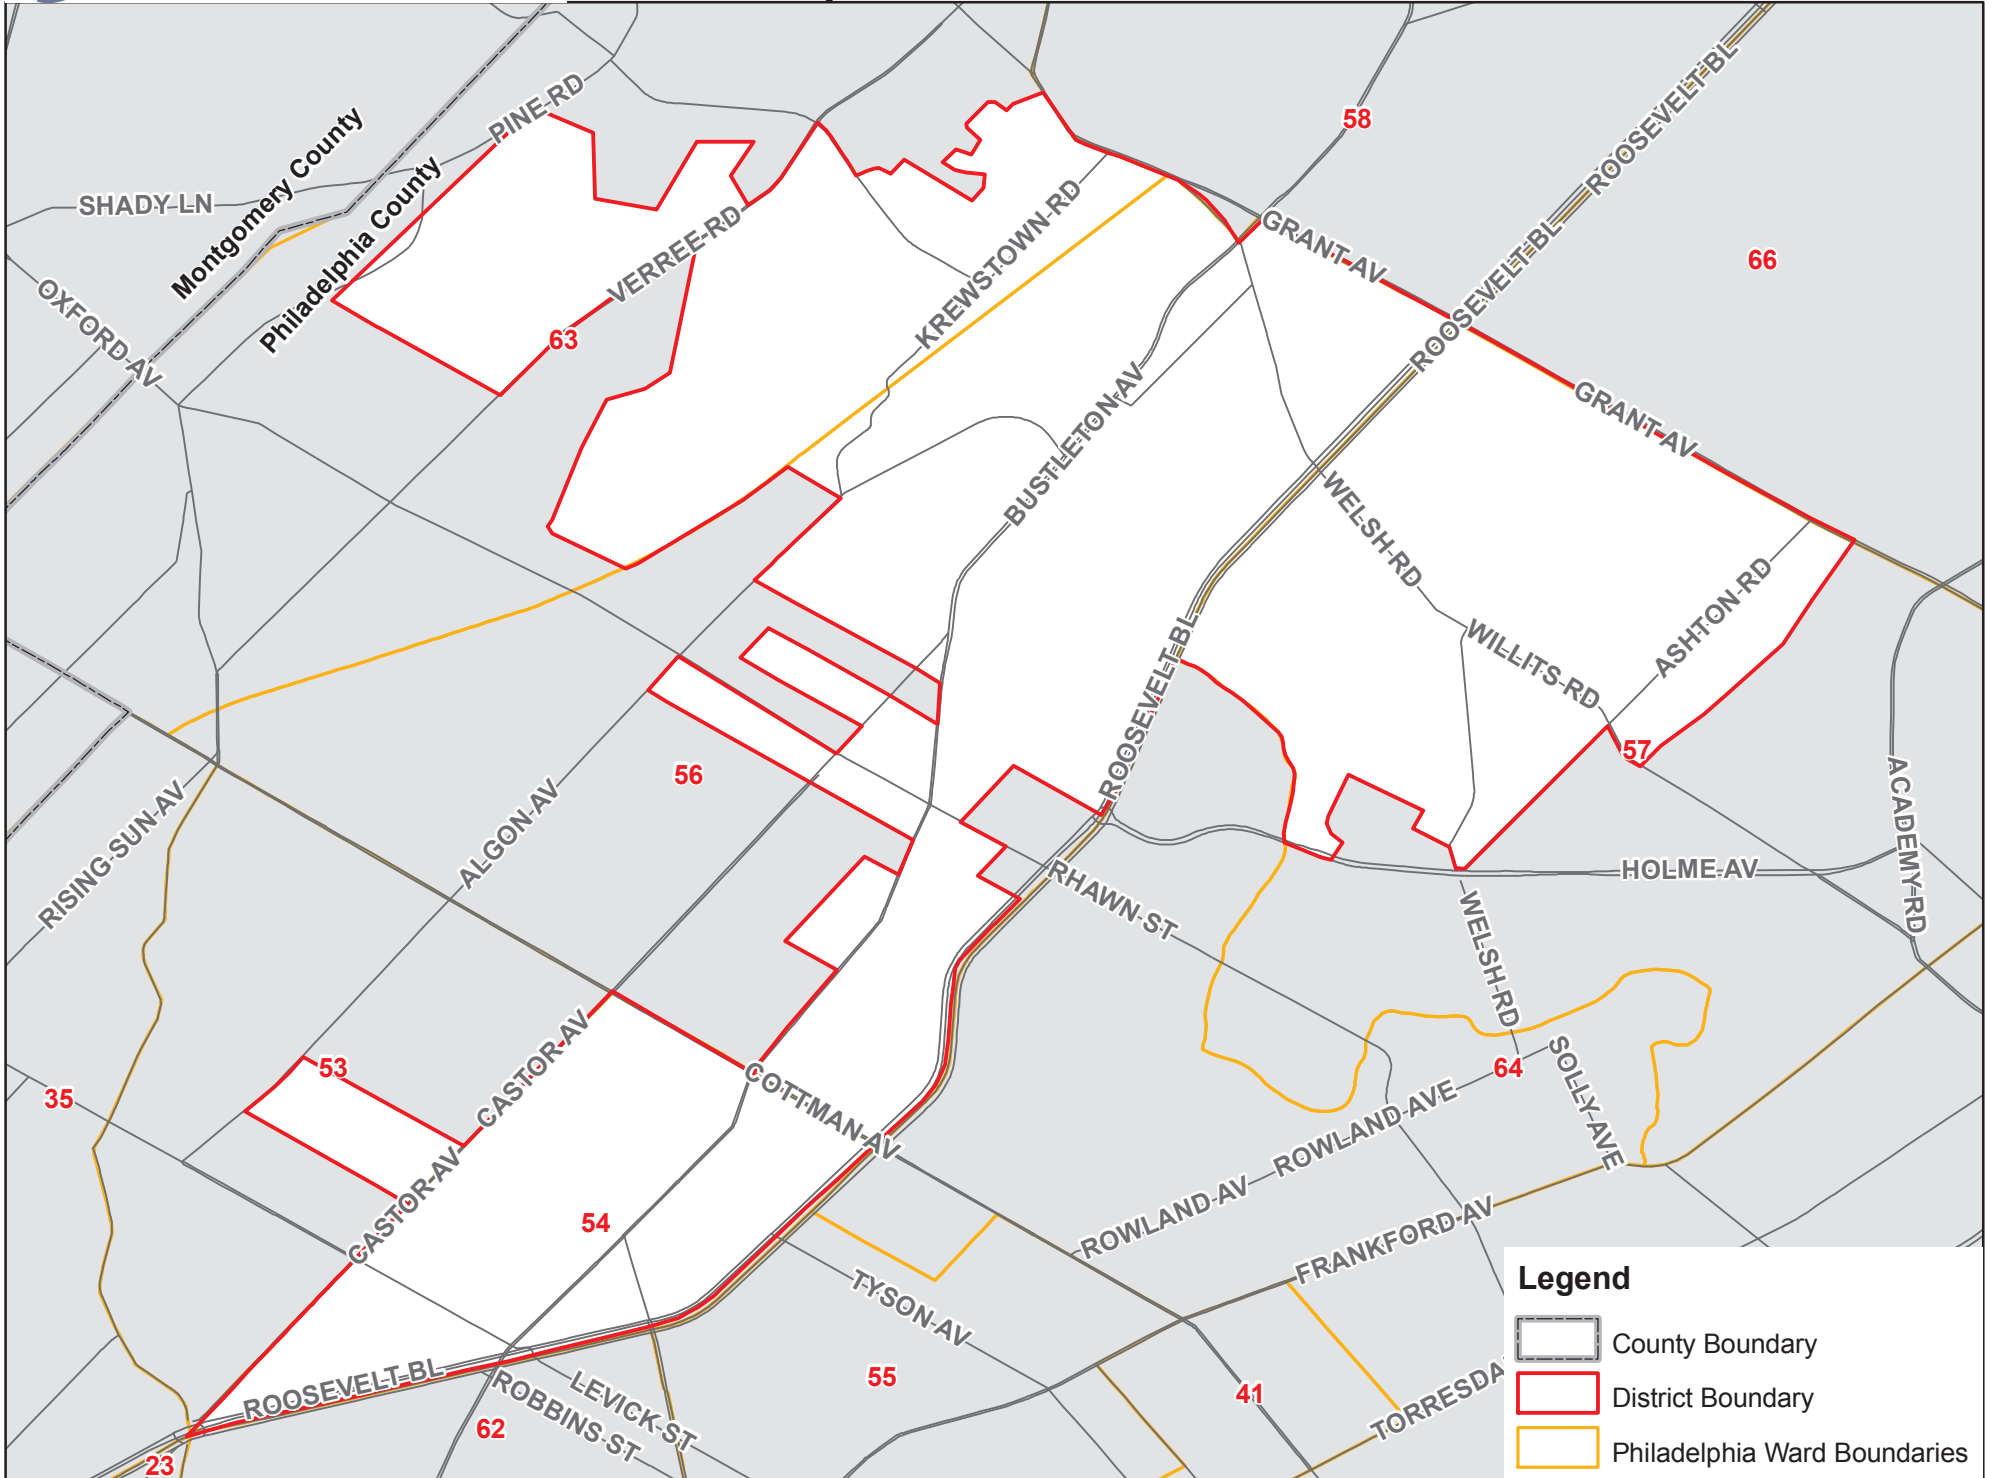 PINE RD
58
ROOSEVELT BL
SHADY LN
Montgomery County
Philadelphia County
VERREE RD
KREWSTOWN RD
GRANT AV
ROOSEVELT BL
66
OXFORD AV
63
ROOSEVELT BL
GRANT AV
BUSTLETON AV
WELSH RD
WILLITS RD
ASHTON RD
ROOSEVELT BL
57
56
ALGON AV
RISING SUN AV
ACADEMY RD
HOLME AV
RHAWN ST
WELSH RD
53
35
CASTOR AV
COTTMAN AV
64
SOLLY AVE
ROWLAND AVE
CASTOR AV
54
ROWLAND AV
FRANKFORD AV
TYSON AV
ROOSEVELT BL
ROBBINS ST
LEVICK ST
55
41
62
23
TORRESDA
Legend
County Boundary
District Boundary
Philadelphia Ward Boundaries